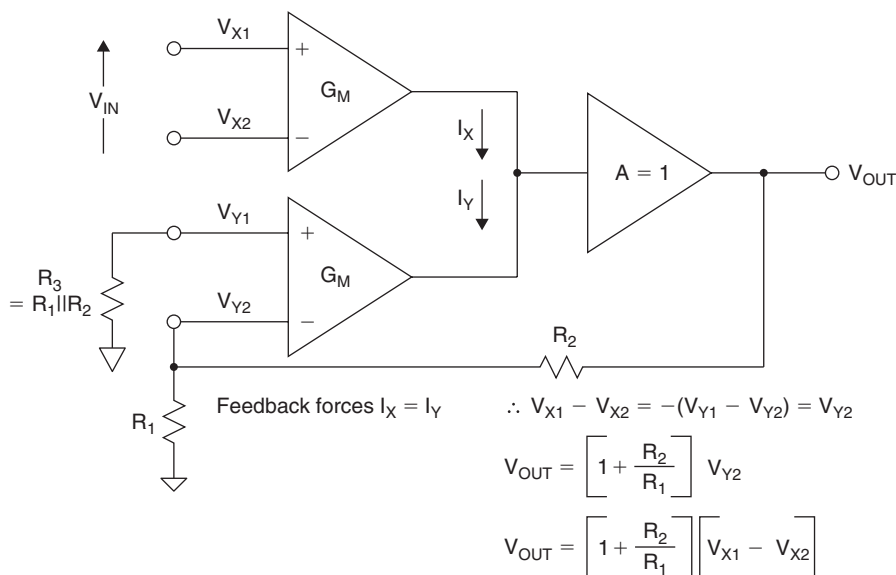 V_X1
+
G_M
V_IN
V_X2
−
I_X
A = 1
V_OUT
I_Y
V_Y1
+
G_M
R_3
= R_1||R_2
V_Y2
−
R_2
R_1
Feedback forces I_X = I_Y
∴ V_X1 − V_X2 = −(V_Y1 − V_Y2) = V_Y2
V_OUT = [1 + R_2/R_1] V_Y2
V_OUT = [1 + R_2/R_1] [V_X1 − V_X2]